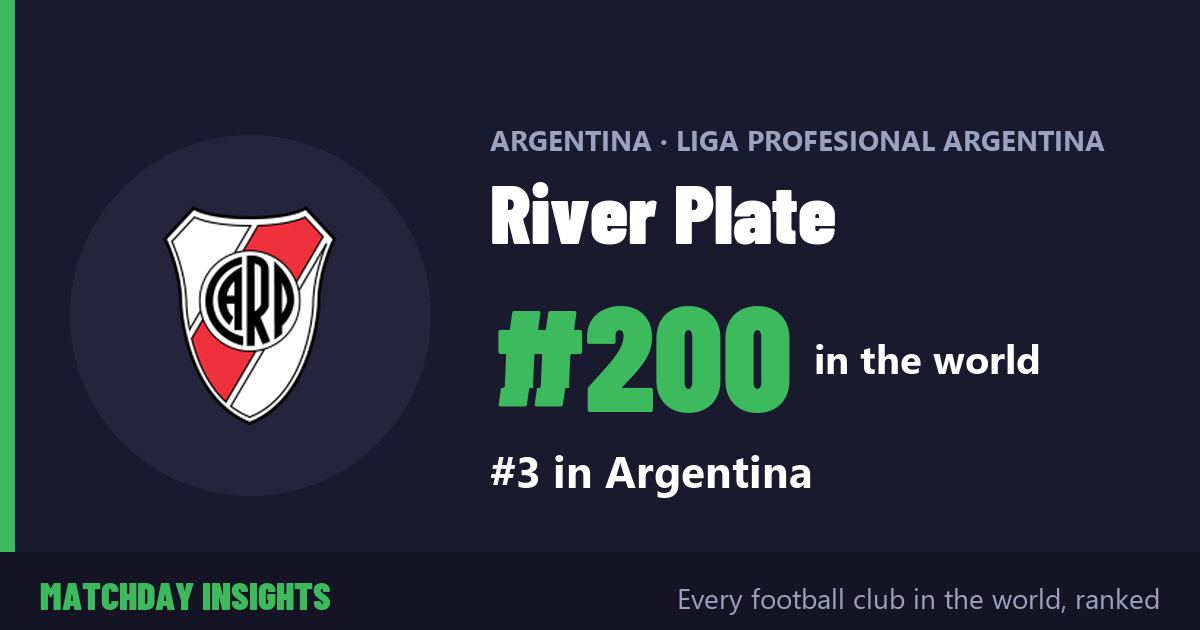 ARGENTINA · LIGA PROFESIONAL ARGENTINA
River Plate
CARP
#200 in the world
#3 in Argentina
MATCHDAY INSIGHTS
Every football club in the world, ranked